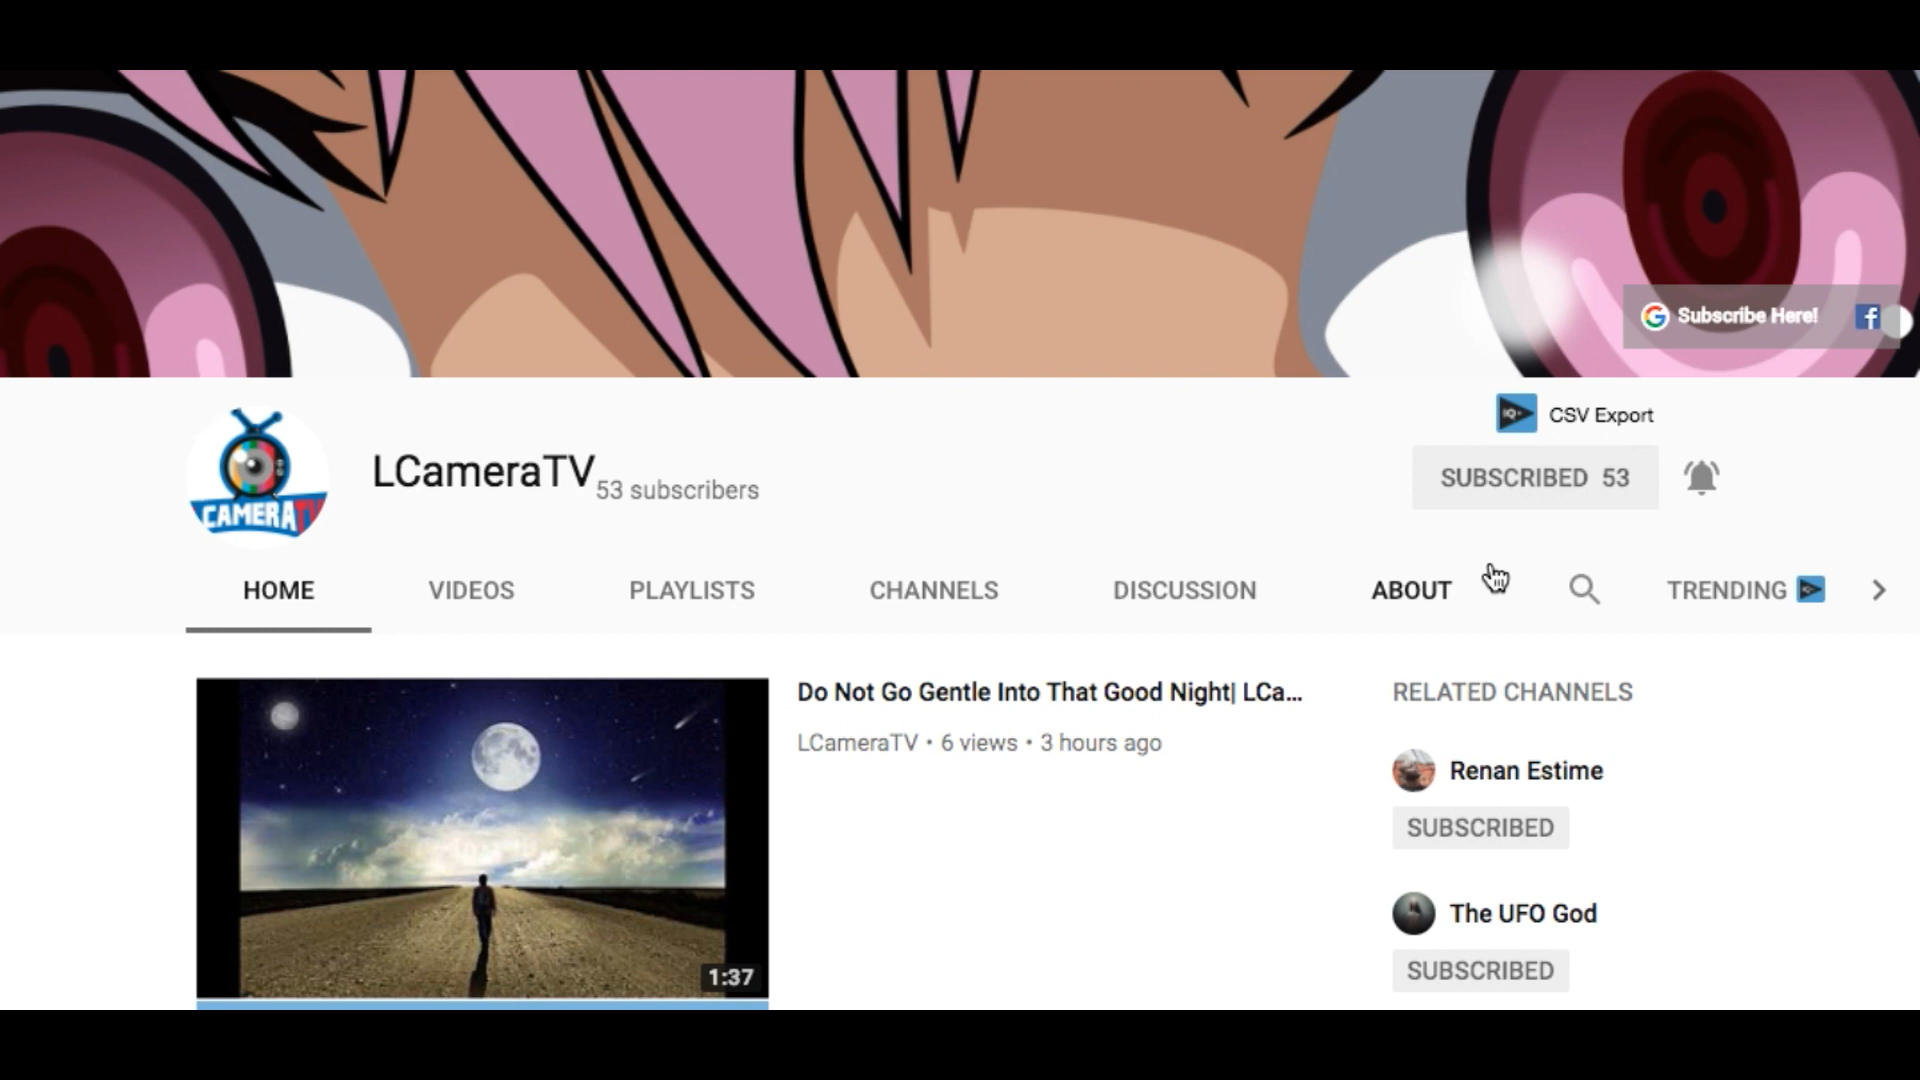 Subscribe Here!
IQ
CSV Export
CAMERATV
LCameraTV 53 subscribers
SUBSCRIBED 53
HOME VIDEOS PLAYLISTS CHANNELS DISCUSSION ABOUT TRENDING
Do Not Go Gentle Into That Good Night| LCa...
LCameraTV • 6 views • 3 hours ago
1:37
RELATED CHANNELS
Renan Estime
SUBSCRIBED
The UFO God
SUBSCRIBED